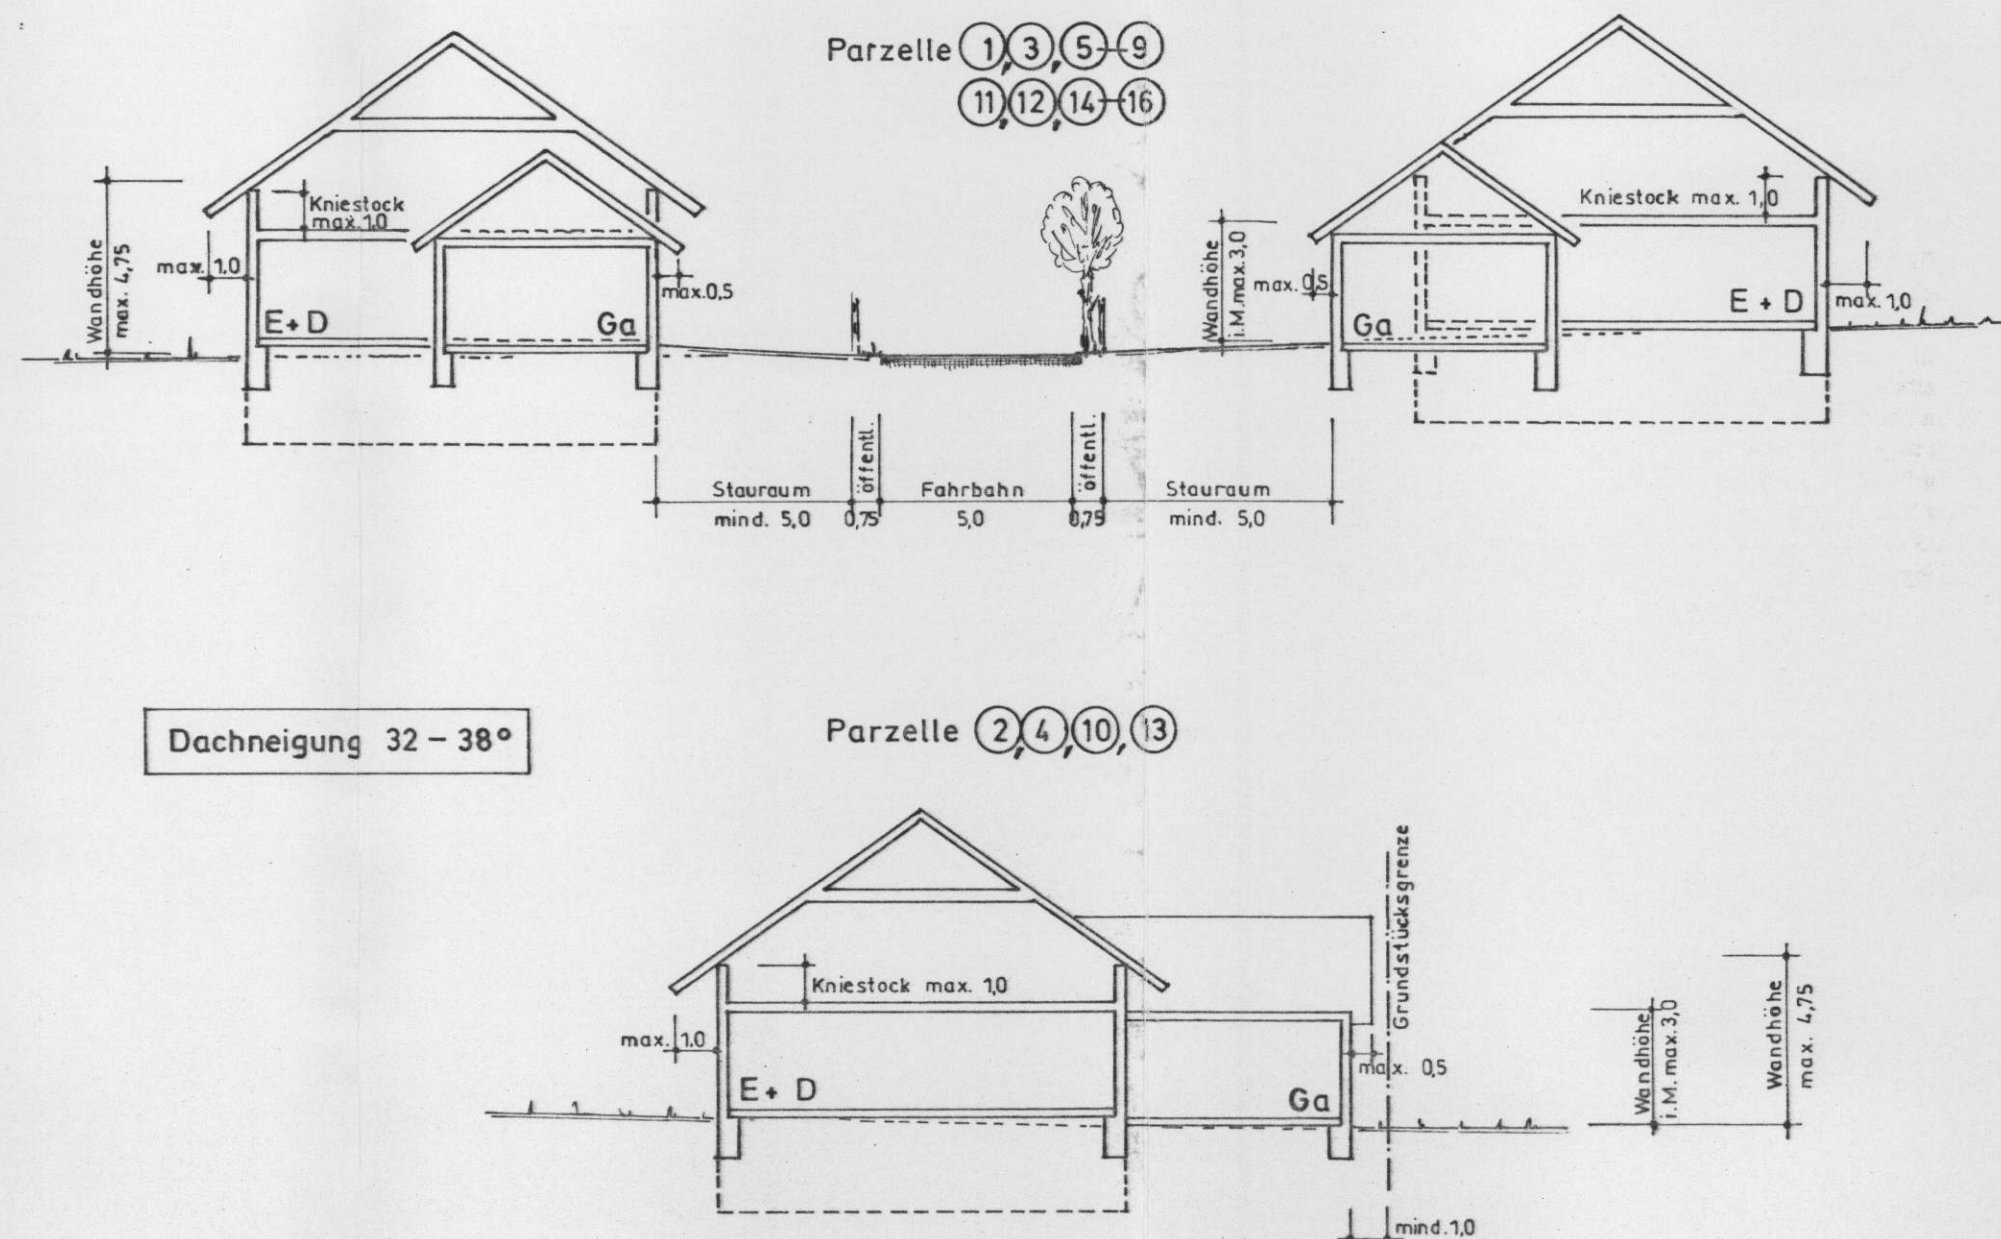 Parzelle 1, 3, 5-9
11, 12, 14-16
Wandhöhe
max. 4,75
Kniestock
max. 1.0
max. 1,0
E+D
Ga
max. 0,5
Wandhöhe
i.M. max. 3,0
max. 0,5
Ga
Kniestock max. 1,0
E+D
max. 1,0
Stauraum
mind. 5,0
öffentl.
0,75
Fahrbahn
5,0
öffentl.
0,75
Stauraum
mind. 5,0
Dachneigung 32 – 38°
Parzelle 2, 4, 10, 13
Kniestock max. 1,0
max. 1.0
E+D
Ga
Grundstücksgrenze
max. 0,5
mind. 1,0
Wandhöhe
i.M. max. 3,0
Wandhöhe
max. 4,75